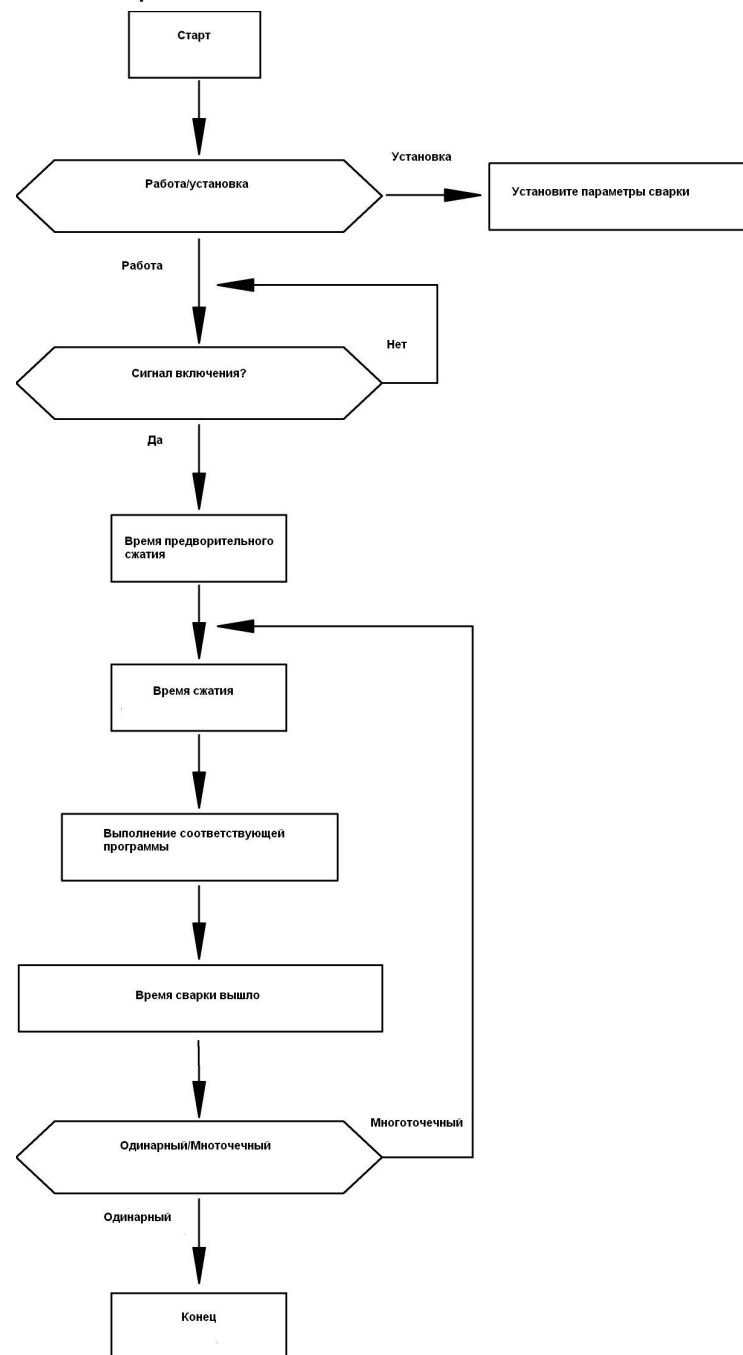 Старт
Установка
Работа/установка
Установите параметры сварки
Работа
Нет
Сигнал включения?
Да
Время предворительного
сжатия
Время сжатия
Выполнение соответствующей
программы
Время сварки вышло
Многоточечный
Одинарный/Мноточечный
Одинарный
Конец